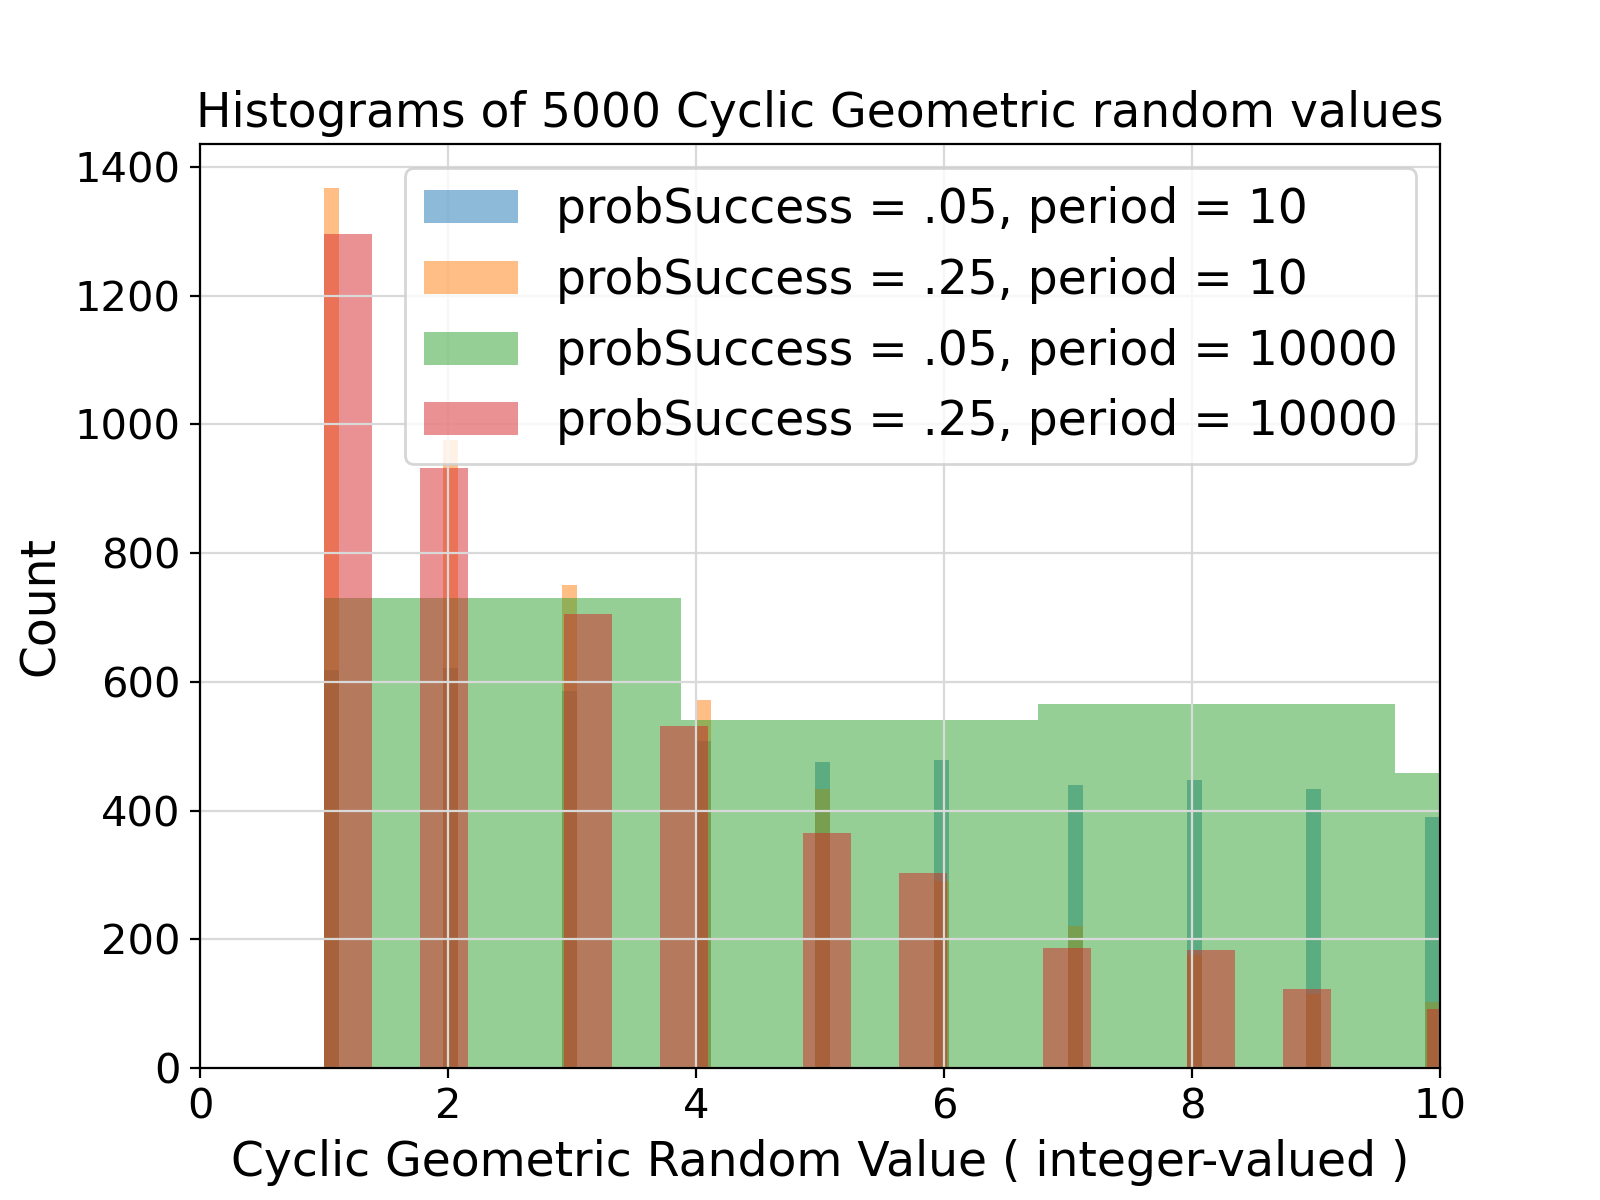 Histograms of 5000 Cyclic Geometric random values
1400
1200
1000
800
600
400
200
0
Count
probSuccess = .05, period = 10
probSuccess = .25, period = 10
probSuccess = .05, period = 10000
probSuccess = .25, period = 10000
0 2 4 6 8 10
Cyclic Geometric Random Value ( integer-valued )